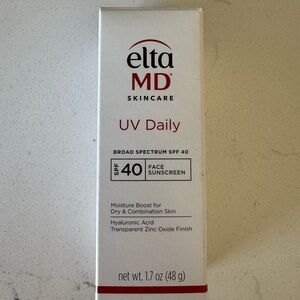 elta
MD®
SKINCARE
UV Daily
BROAD SPECTRUM SPF 40
SPF 40 FACE
SUNSCREEN
Moisture Boost for
Dry & Combination Skin
Hyaluronic Acid
Transparent Zinc Oxide Finish
net wt. 1.7 oz (48 g)